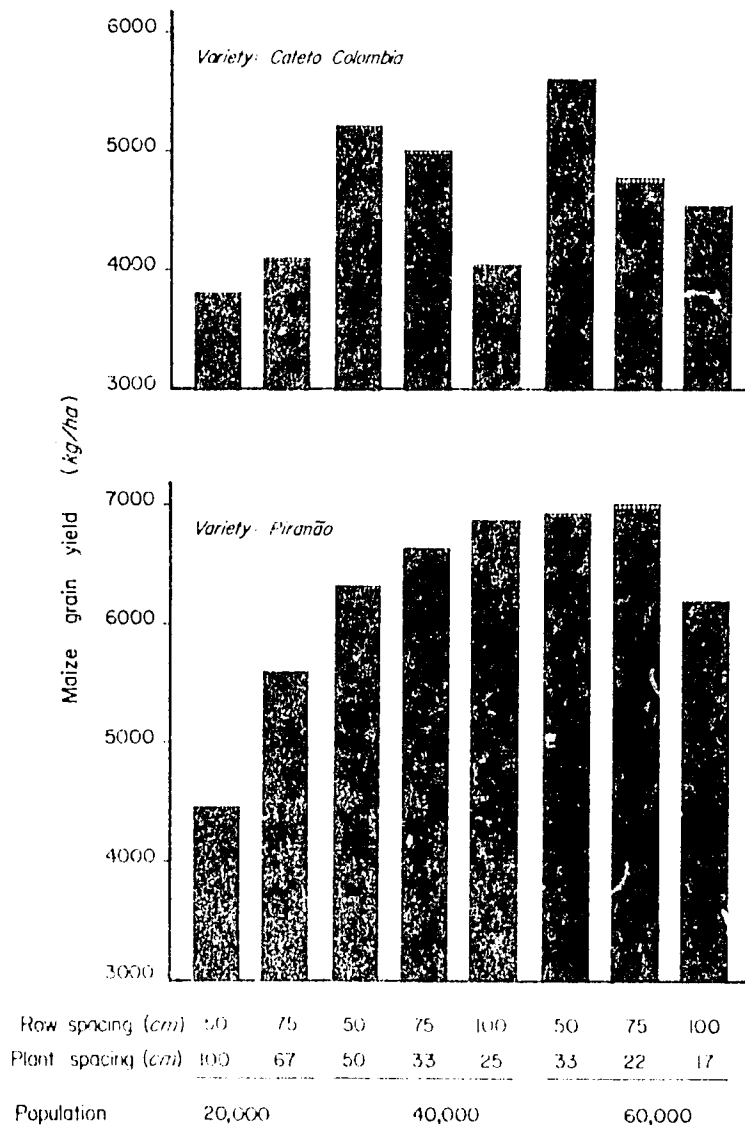 6000
Variety: Cateto Colombia
5000
4000
3000
Maize grain yield (kg/ha)
7000
Variety: Piranão
6000
5000
4000
3000
Row spacing (cm) 50 75 50 75 100 50 75 100
Plant spacing (cm) 100 67 50 33 25 33 22 17
Population 20,000 40,000 60,000